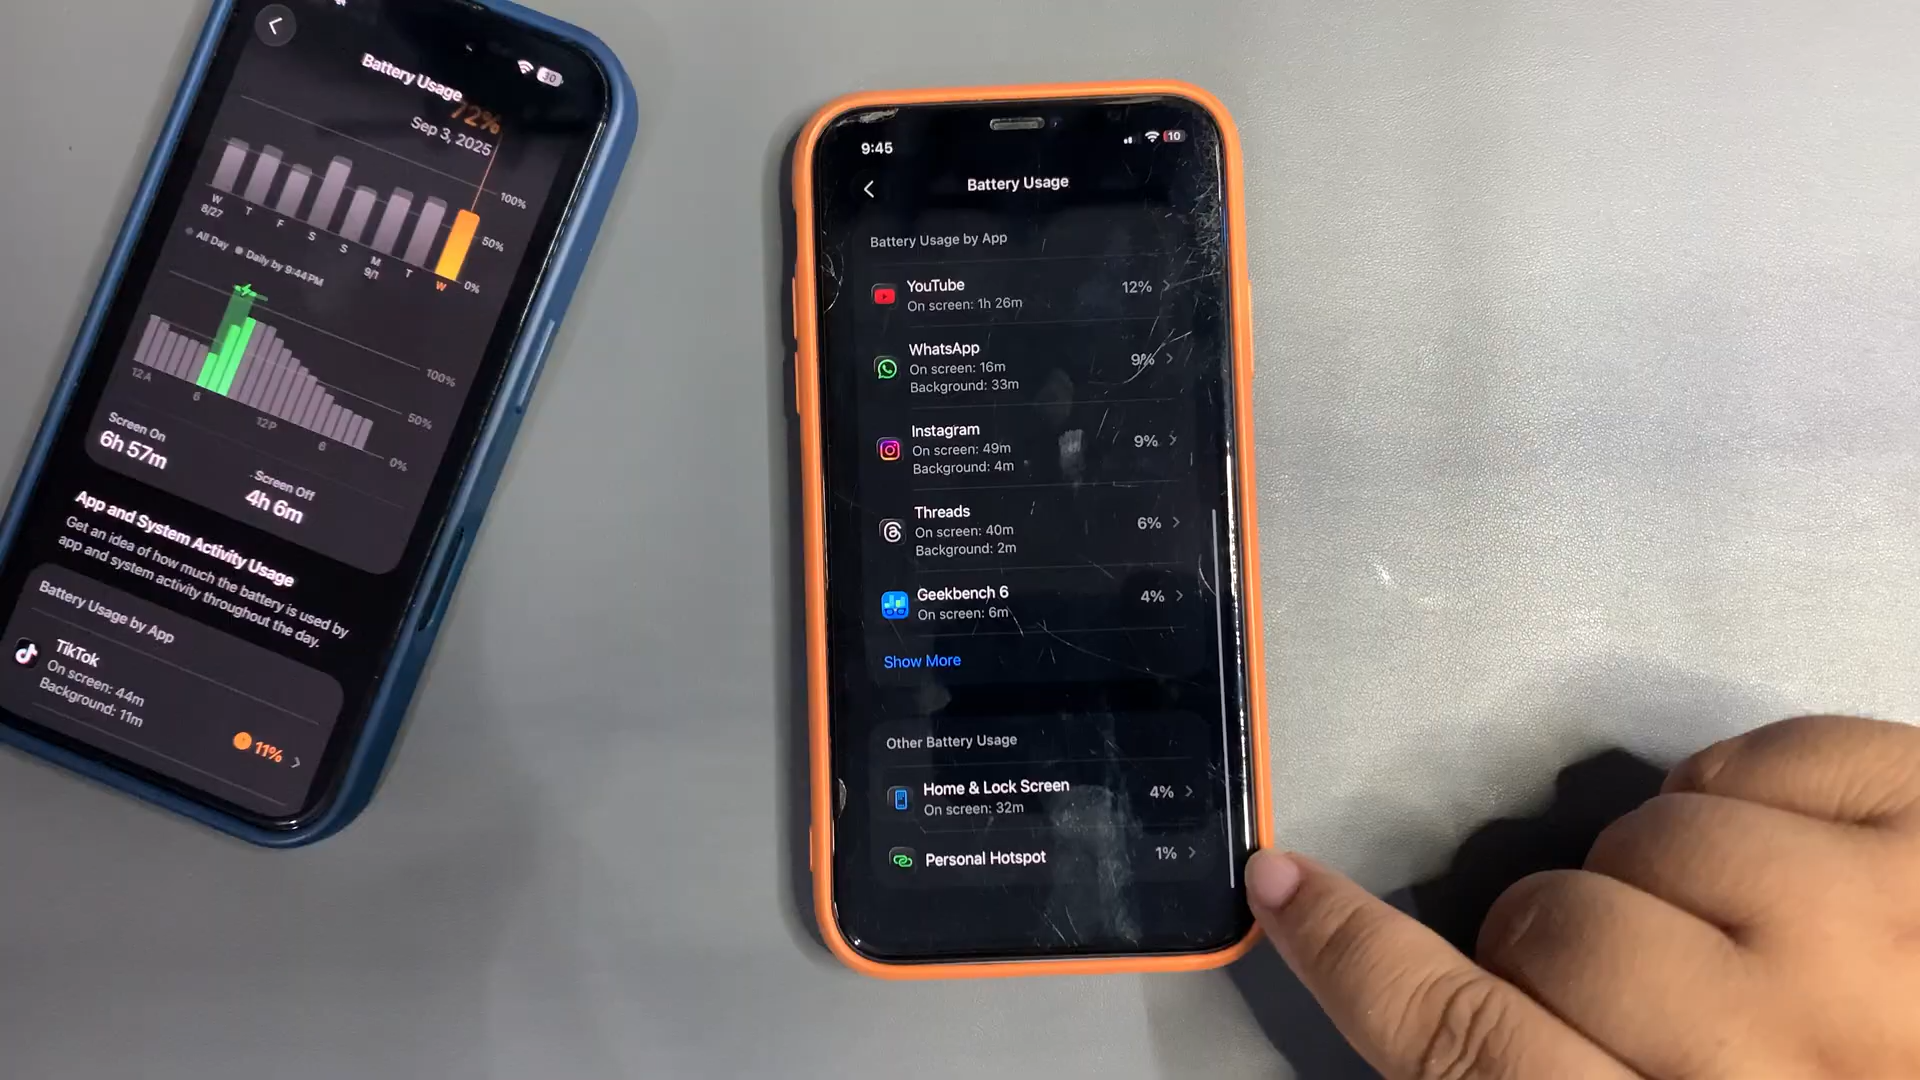 30
Battery Usage
72%
Sep 3, 2025
100%
50%
0%
W T F S S M T W
8/27 9/1
All Day Daily by 9:44 PM
100%
50%
0%
12 A 6 12 P 6
Screen On
6h 57m
Screen Off
4h 6m
App and System Activity Usage
Get an idea of how much the battery is used by
app and system activity throughout the day.
Battery Usage by App
TikTok
On screen: 44m
Background: 11m
11%
9:45
10
Battery Usage
Battery Usage by App
YouTube
On screen: 1h 26m
12%
WhatsApp
On screen: 16m
Background: 33m
9%
Instagram
On screen: 49m
Background: 4m
9%
Threads
On screen: 40m
Background: 2m
6%
Geekbench 6
On screen: 6m
4%
Show More
Other Battery Usage
Home & Lock Screen
On screen: 32m
4%
Personal Hotspot
1%